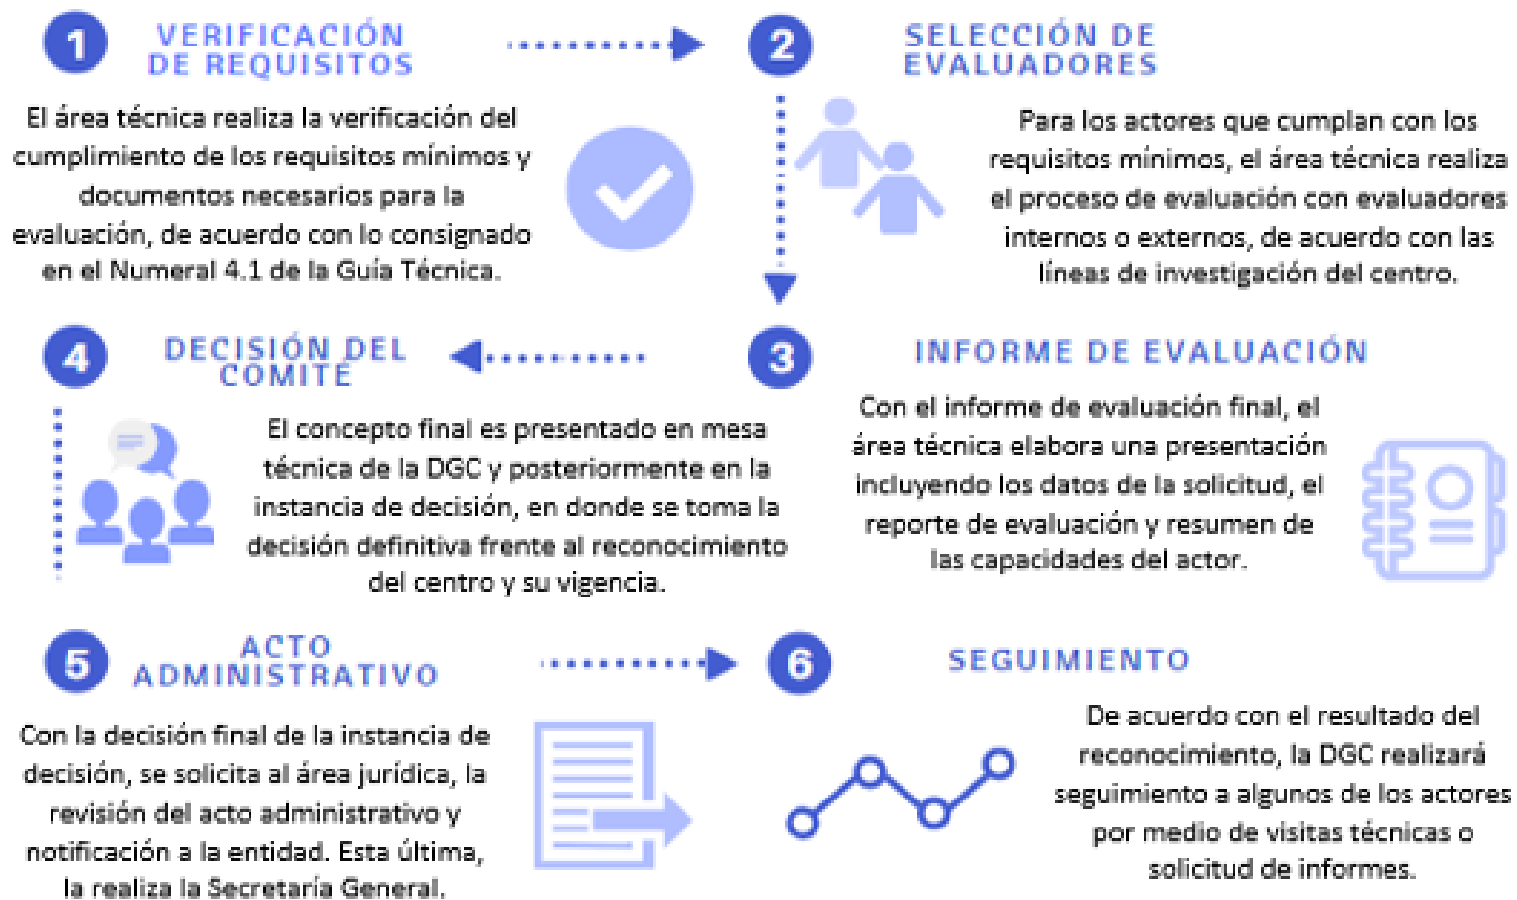 1
VERIFICACIÓN
DE REQUISITOS
El área técnica realiza la verificación del
cumplimiento de los requisitos mínimos y
documentos necesarios para la
evaluación, de acuerdo con lo consignado
en el Numeral 4.1 de la Guía Técnica.
2
SELECCIÓN DE
EVALUADORES
Para los actores que cumplan con los
requisitos mínimos, el área técnica realiza
el proceso de evaluación con evaluadores
internos o externos, de acuerdo con las
líneas de investigación del centro.
3
INFORME DE EVALUACIÓN
Con el informe de evaluación final, el
área técnica elabora una presentación
incluyendo los datos de la solicitud, el
reporte de evaluación y resumen de
las capacidades del actor.
4
DECISIÓN DEL
COMITÉ
El concepto final es presentado en mesa
técnica de la DGC y posteriormente en la
instancia de decisión, en donde se toma la
decisión definitiva frente al reconocimiento
del centro y su vigencia.
5
ACTO
ADMINISTRATIVO
Con la decisión final de la instancia de
decisión, se solicita al área jurídica, la
revisión del acto administrativo y
notificación a la entidad. Esta última,
la realiza la Secretaría General.
6
SEGUIMIENTO
De acuerdo con el resultado del
reconocimiento, la DGC realizará
seguimiento a algunos de los actores
por medio de visitas técnicas o
solicitud de informes.